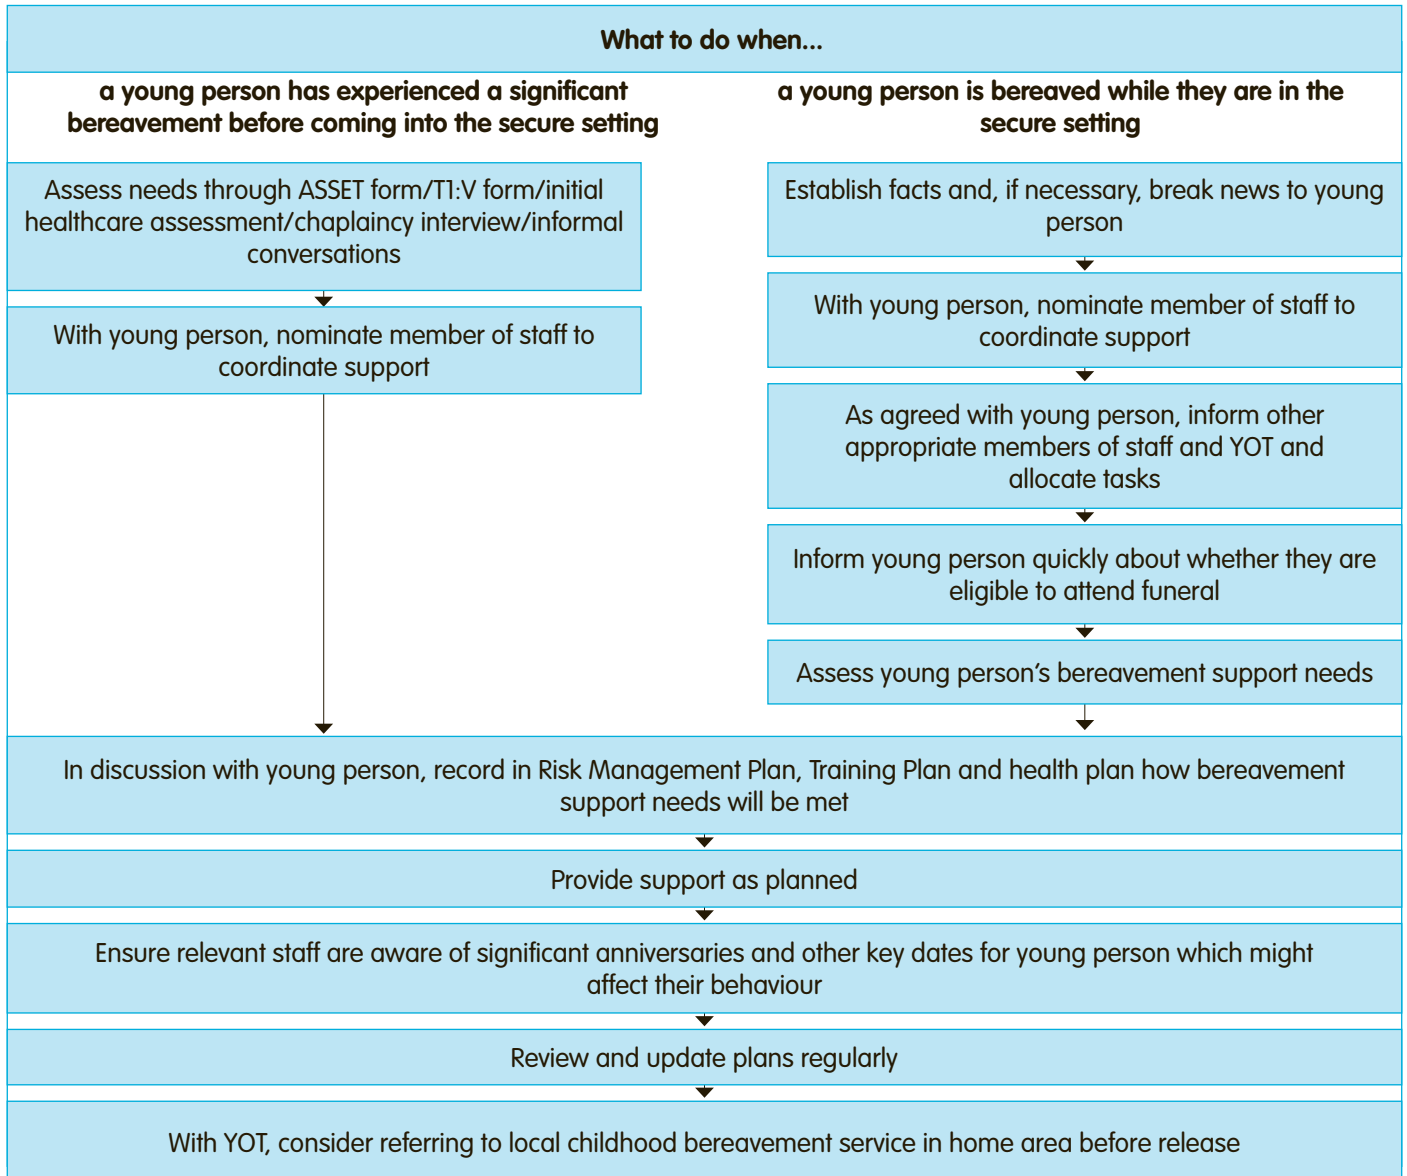 What to do when...
a young person has experienced a significant
bereavement before coming into the secure setting
Assess needs through ASSET form/T1:V form/initial
healthcare assessment/chaplaincy interview/informal
conversations
With young person, nominate member of staff to
coordinate support
a young person is bereaved while they are in the
secure setting
Establish facts and, if necessary, break news to young
person
With young person, nominate member of staff to
coordinate support
As agreed with young person, inform other
appropriate members of staff and YOT and
allocate tasks
Inform young person quickly about whether they are
eligible to attend funeral
Assess young person's bereavement support needs
In discussion with young person, record in Risk Management Plan, Training Plan and health plan how bereavement
support needs will be met
Provide support as planned
Ensure relevant staff are aware of significant anniversaries and other key dates for young person which might
affect their behaviour
Review and update plans regularly
With YOT, consider referring to local childhood bereavement service in home area before release